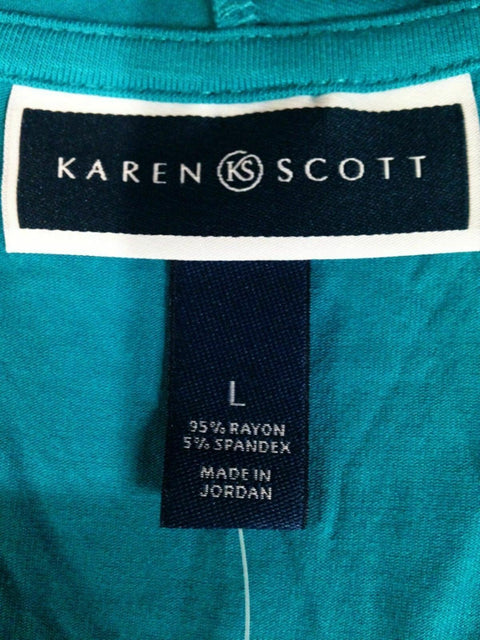 KAREN KS SCOTT
L
95% RAYON
5% SPANDEX
MADE IN
JORDAN